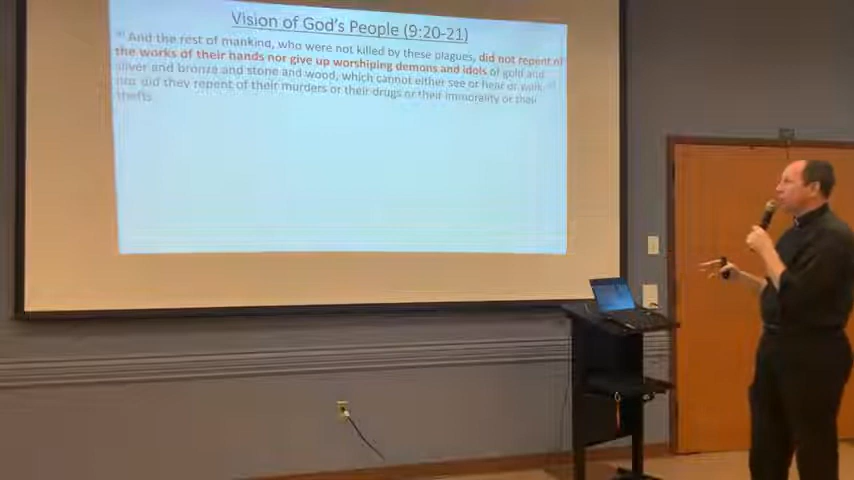 Vision of God's People (9:20-21)
20 And the rest of mankind, who were not killed by these plagues, did not repent of
the works of their hands nor give up worshiping demons and idols of gold and
silver and bronze and stone and wood, which cannot either see or hear or walk, 21
nor did they repent of their murders or their drugs or their immorality or their
thefts.